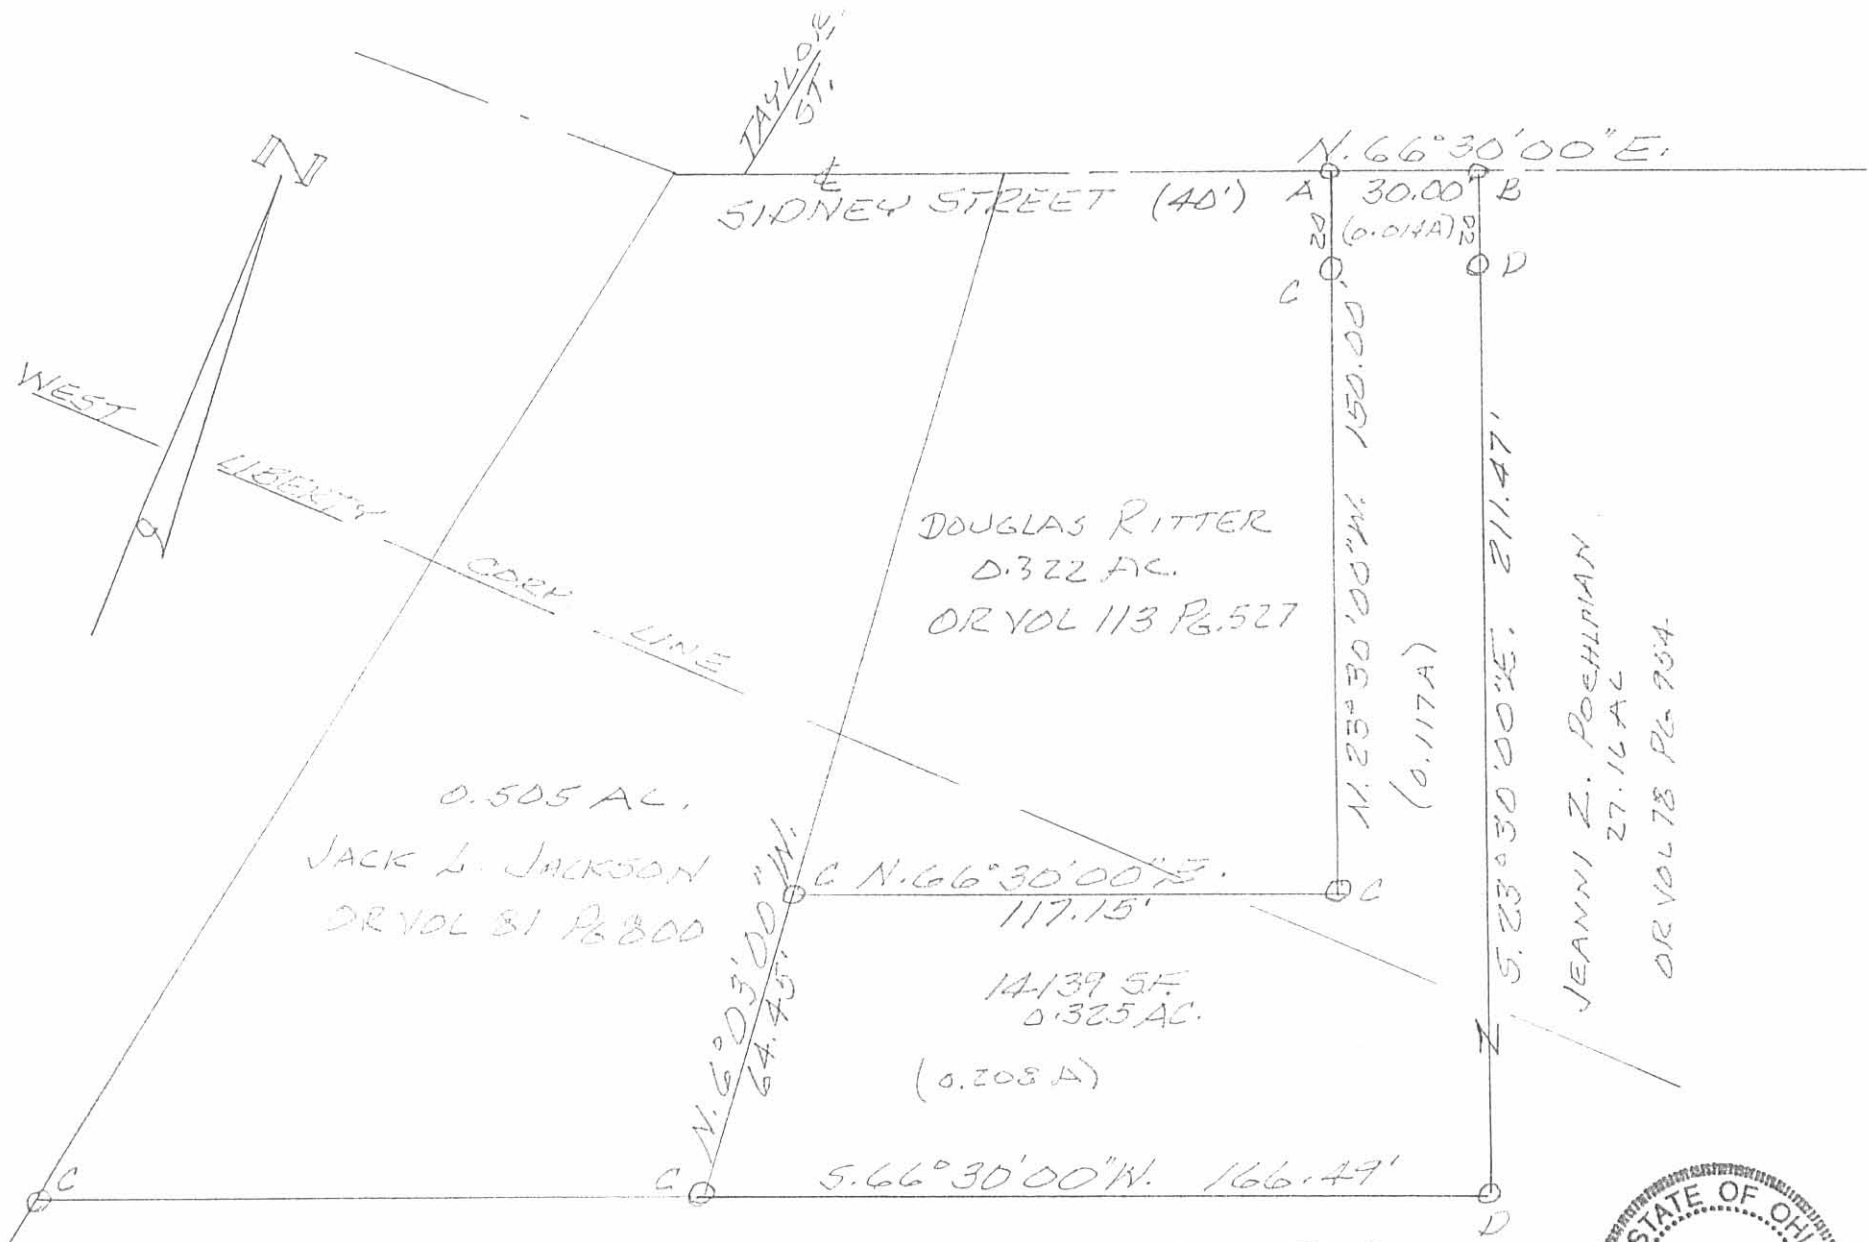 TAYLOR
ST.
N
N. 66°30'00"E.
℄
SIDNEY STREET (40')
A 30.00' B
20 (0.014A) 20
C D
WEST LIBERTY CORP. LINE
150.00'
N. 23°30'00"W.
(0.117A)
211.47'
S. 23°30'00"E.
DOUGLAS RITTER
0.322 AC.
OR VOL 113 PG. 527
JEANNI Z. POEHLMAN
27.16 AC
OR VOL 78 PG 954
0.505 AC.
JACK L. JACKSON
OR VOL 81 PG 800
C N. 66°30'00"E. C
117.15'
N. 6°03'00"W.
64.45'
14139 S.F.
0.325 AC.
(0.208 A)
Z
C C S. 66°30'00"W. 166.49' D
STATE OF OHI